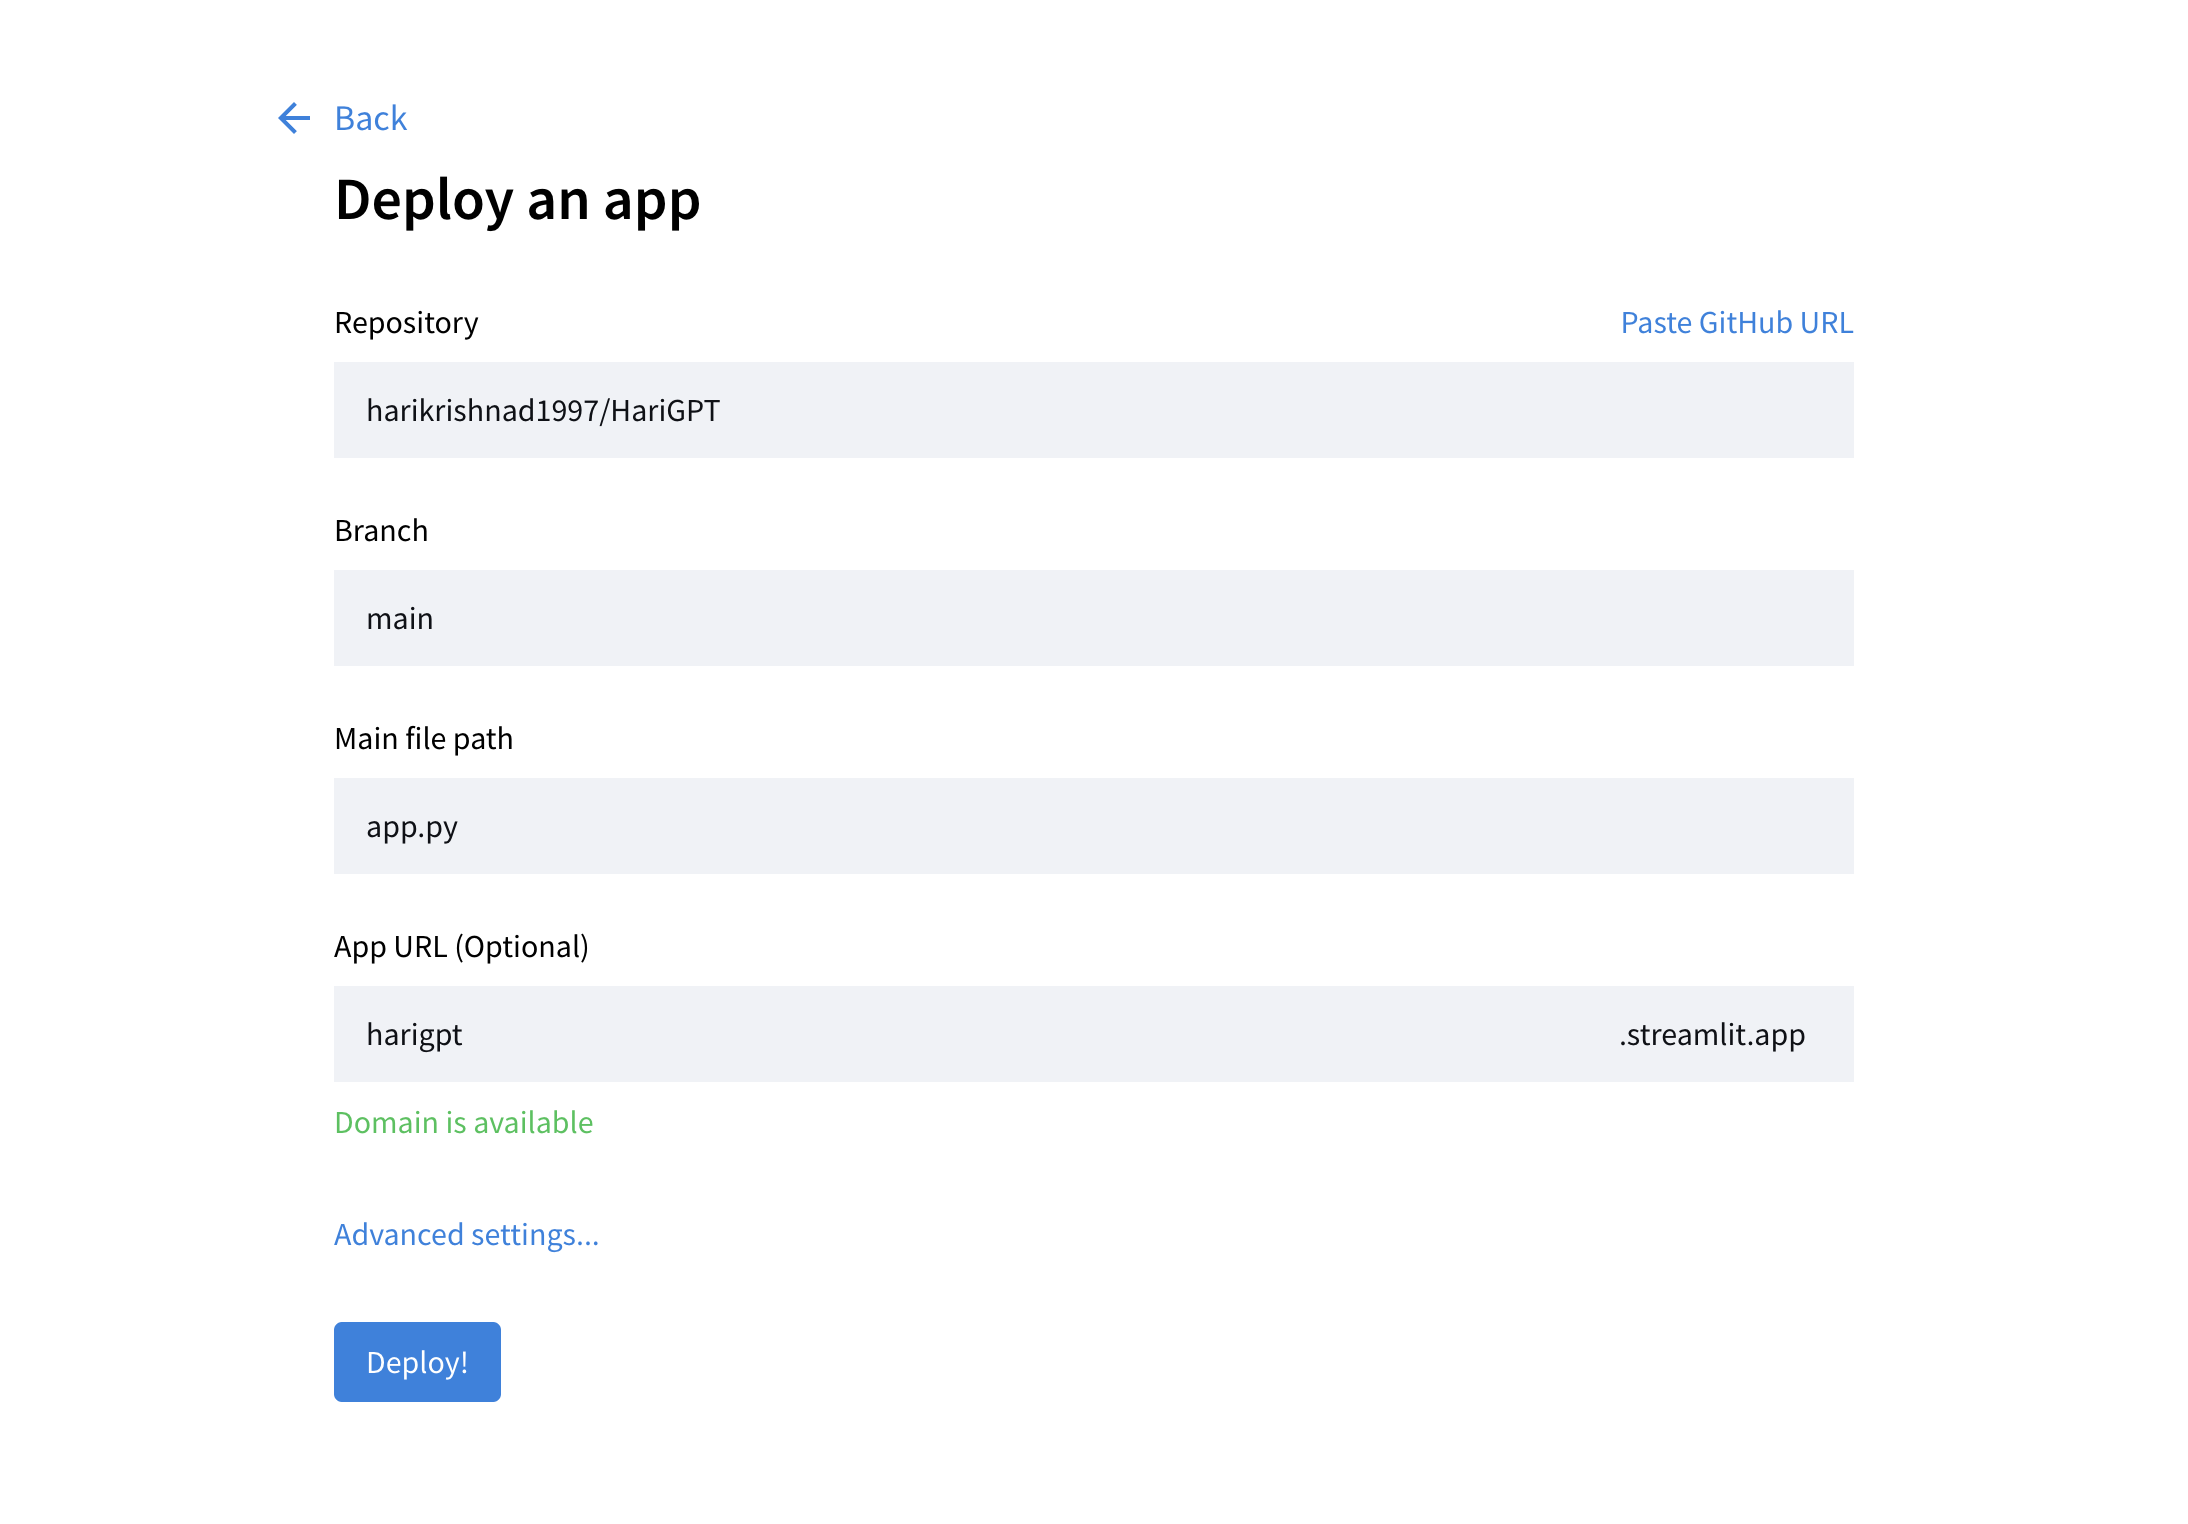 Back
Deploy an app
Repository
Paste GitHub URL
harikrishnad1997/HariGPT
Branch
main
Main file path
app.py
App URL (Optional)
harigpt
.streamlit.app
Domain is available
Advanced settings...
Deploy!